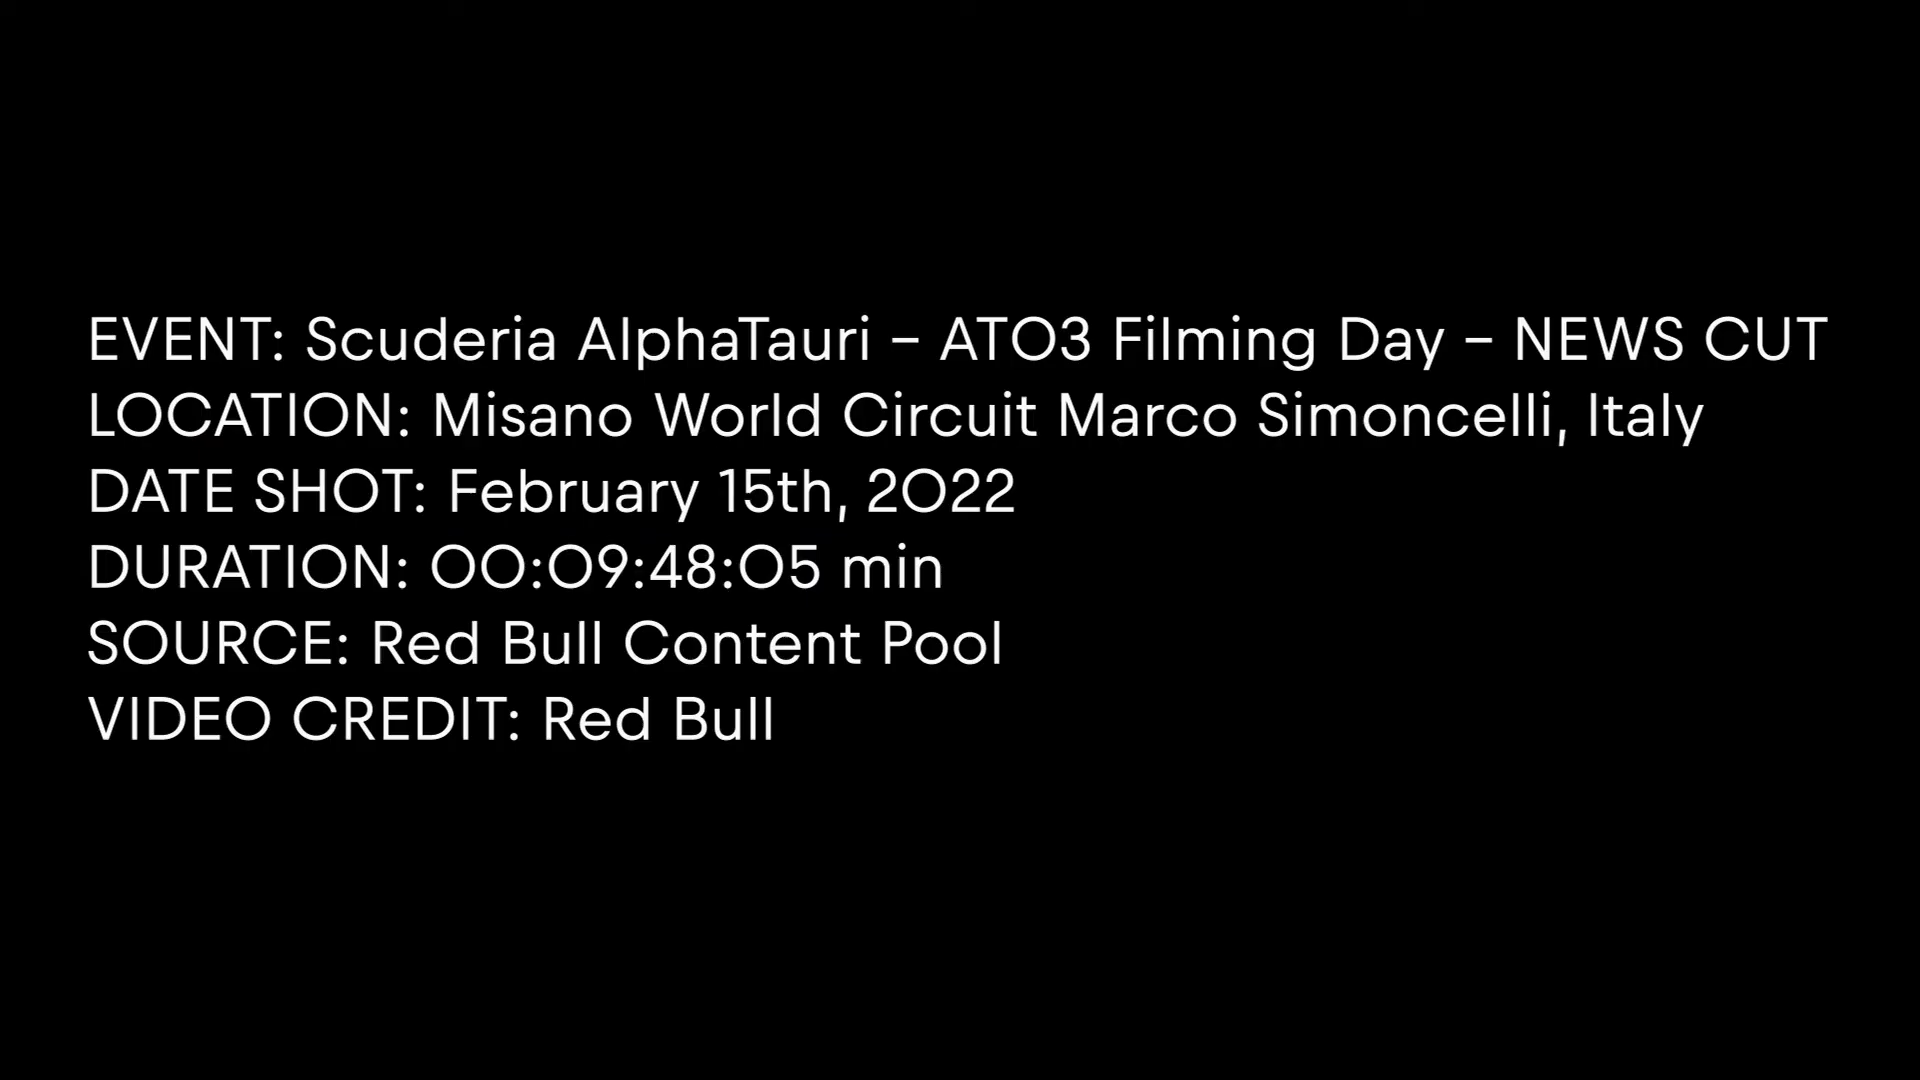 EVENT: Scuderia AlphaTauri – AT03 Filming Day – NEWS CUT
LOCATION: Misano World Circuit Marco Simoncelli, Italy
DATE SHOT: February 15th, 2022
DURATION: 00:09:48:05 min
SOURCE: Red Bull Content Pool
VIDEO CREDIT: Red Bull